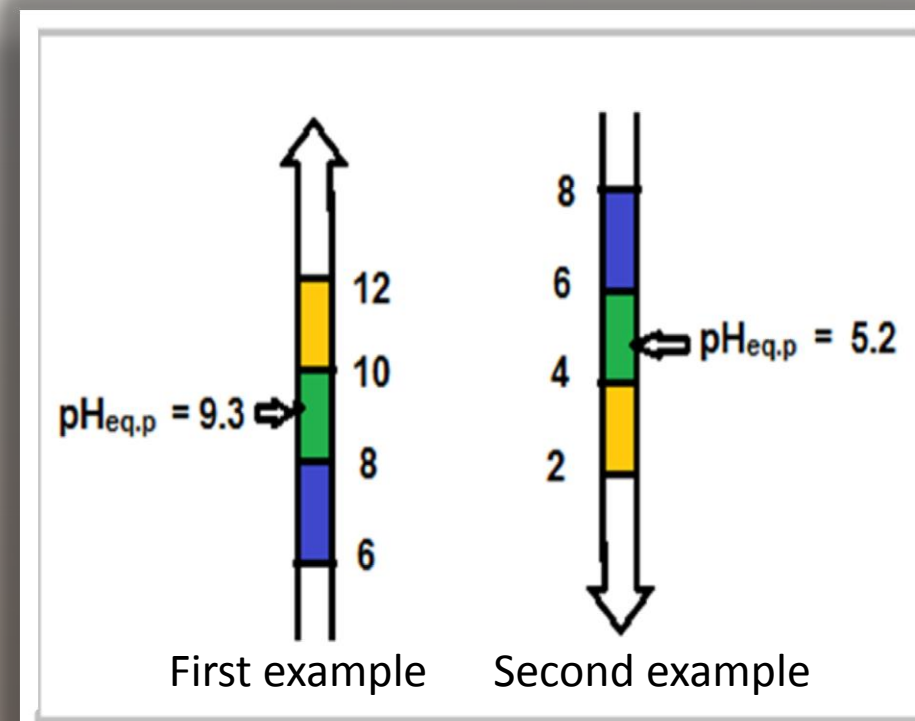 12
10
pHeq.p = 9.3
8
6
First example
8
6
pHeq.p = 5.2
4
2
Second example